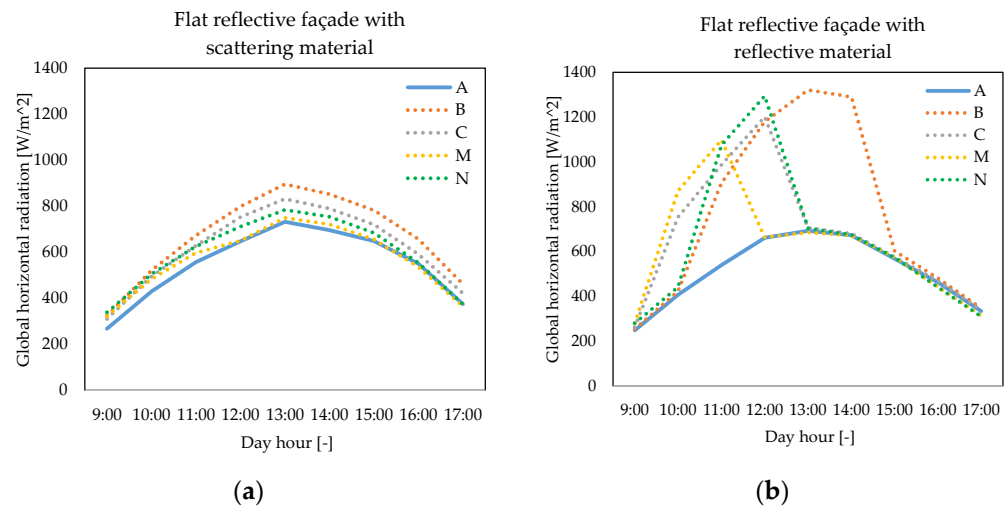 Flat reflective façade with
scattering material
Global horizontal radiation [W/m^2]
1400
1200
1000
800
600
400
200
0
A
B
C
M
N
9:00 10:00 11:00 12:00 13:00 14:00 15:00 16:00 17:00
Day hour [-]
(a)
Flat reflective façade with
reflective material
Global horizontal radiation [W/m^2]
1400
1200
1000
800
600
400
200
0
A
B
C
M
N
9:00 10:00 11:00 12:00 13:00 14:00 15:00 16:00 17:00
Day hour [-]
(b)